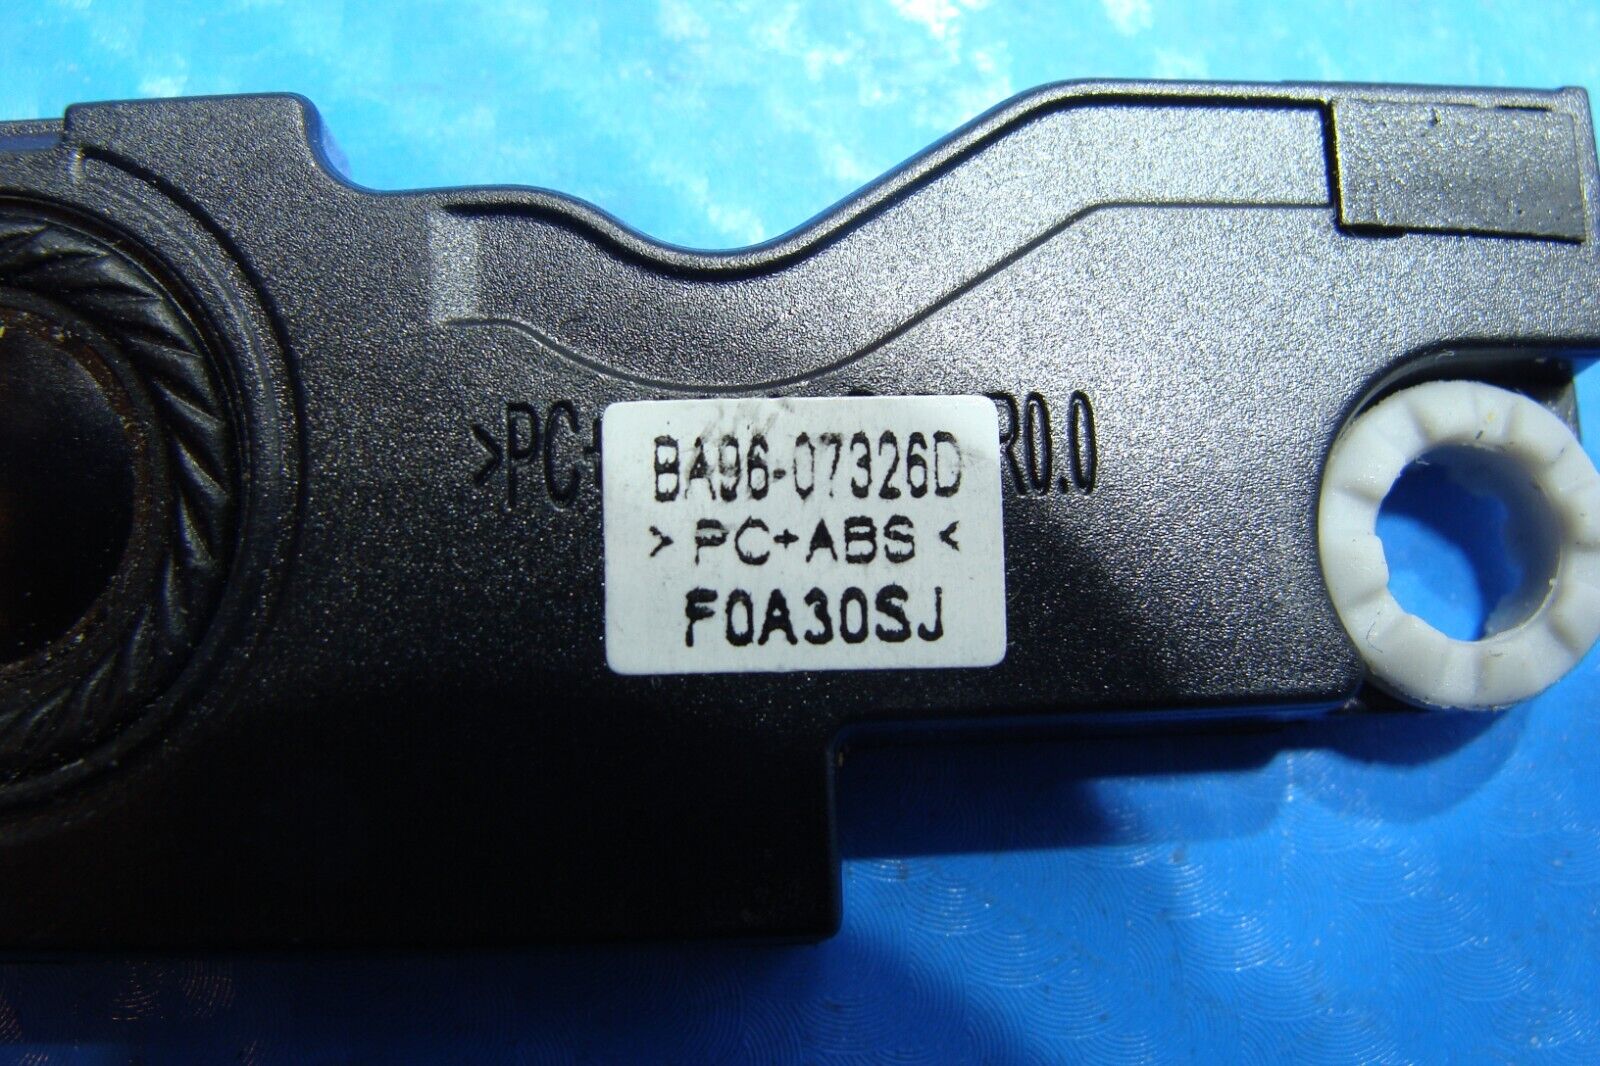 >PC+ R0.0
BA96-07326D
>PC+ABS<
F0A30SJ